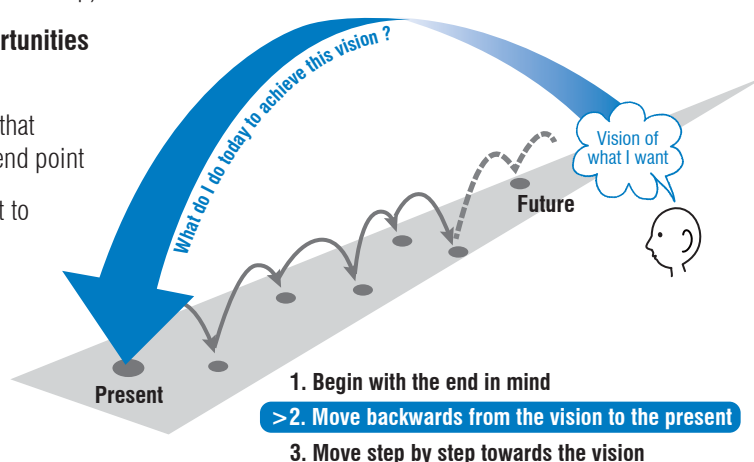 rtunities
that
end point
t to
What do I do today to achieve this vision ?
Vision of
what I want
Future
Present
1. Begin with the end in mind
>2. Move backwards from the vision to the present
3. Move step by step towards the vision